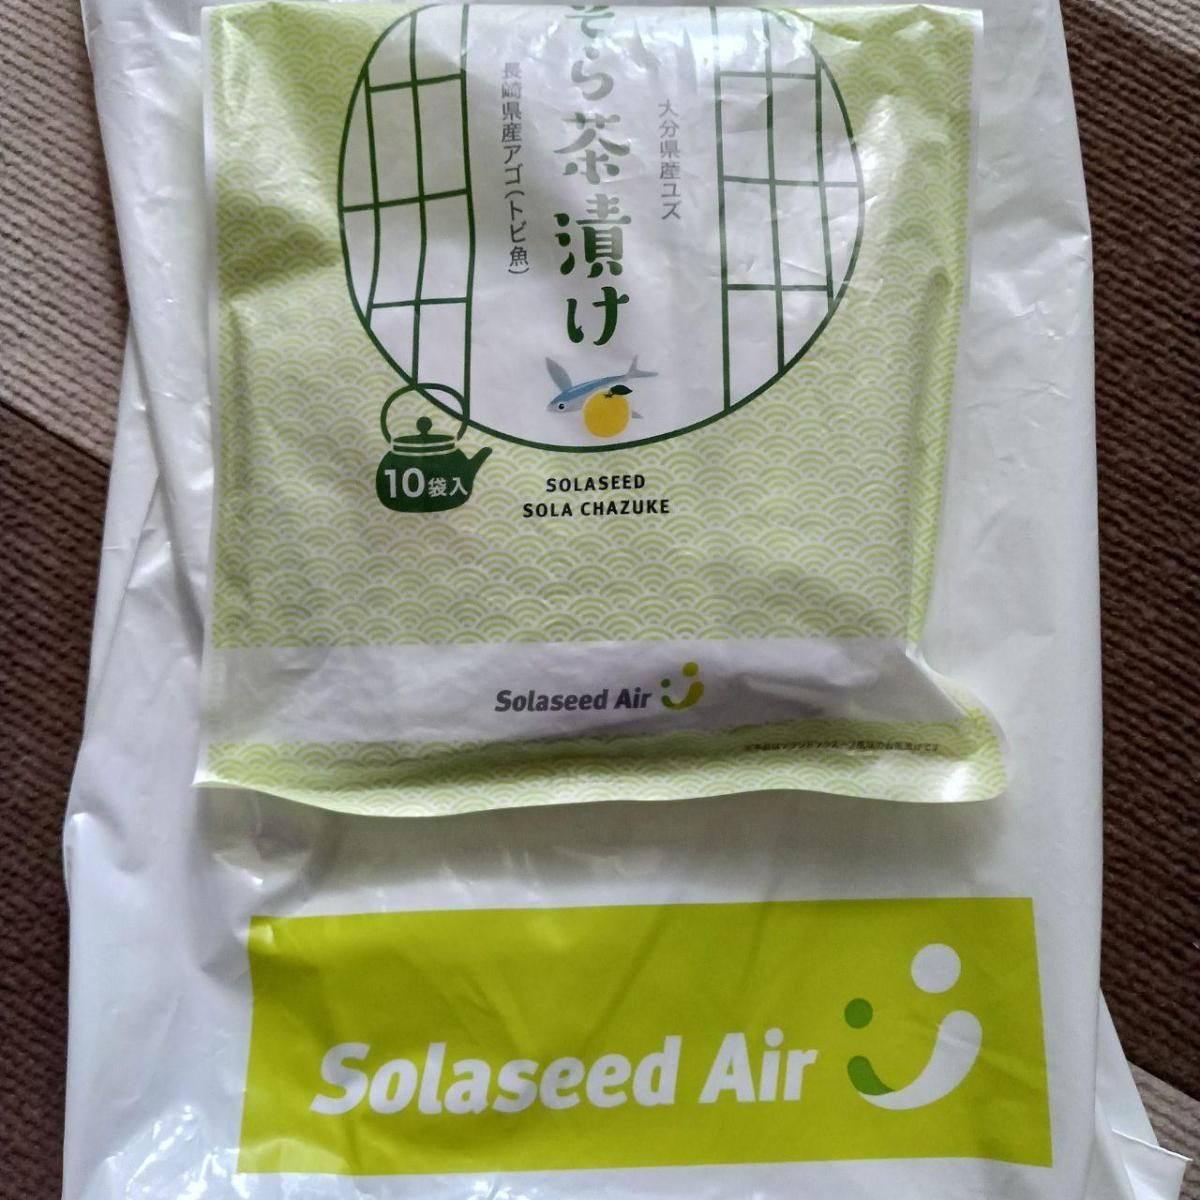 大分県産ユズ
そら茶漬け
長崎県産アゴ(トビ魚)
10袋入
SOLASEED
SOLA CHAZUKE
Solaseed Air
Solaseed Air